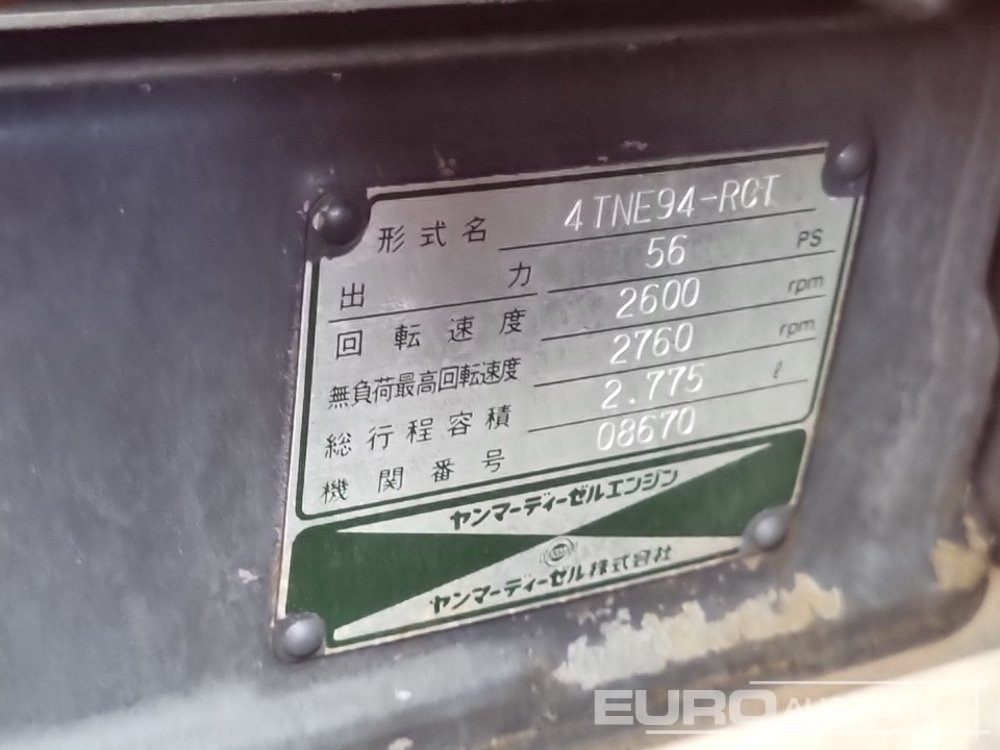 形式名 4TNE94-RCT
出力 56 PS
回転速度 2600 rpm
無負荷最高回転速度 2760 rpm
総行程容積 2.775 ℓ
機関番号 08670
ヤンマーディーゼルエンジン
ヤンマーディーゼル株式会社
EURO AUCTIONS